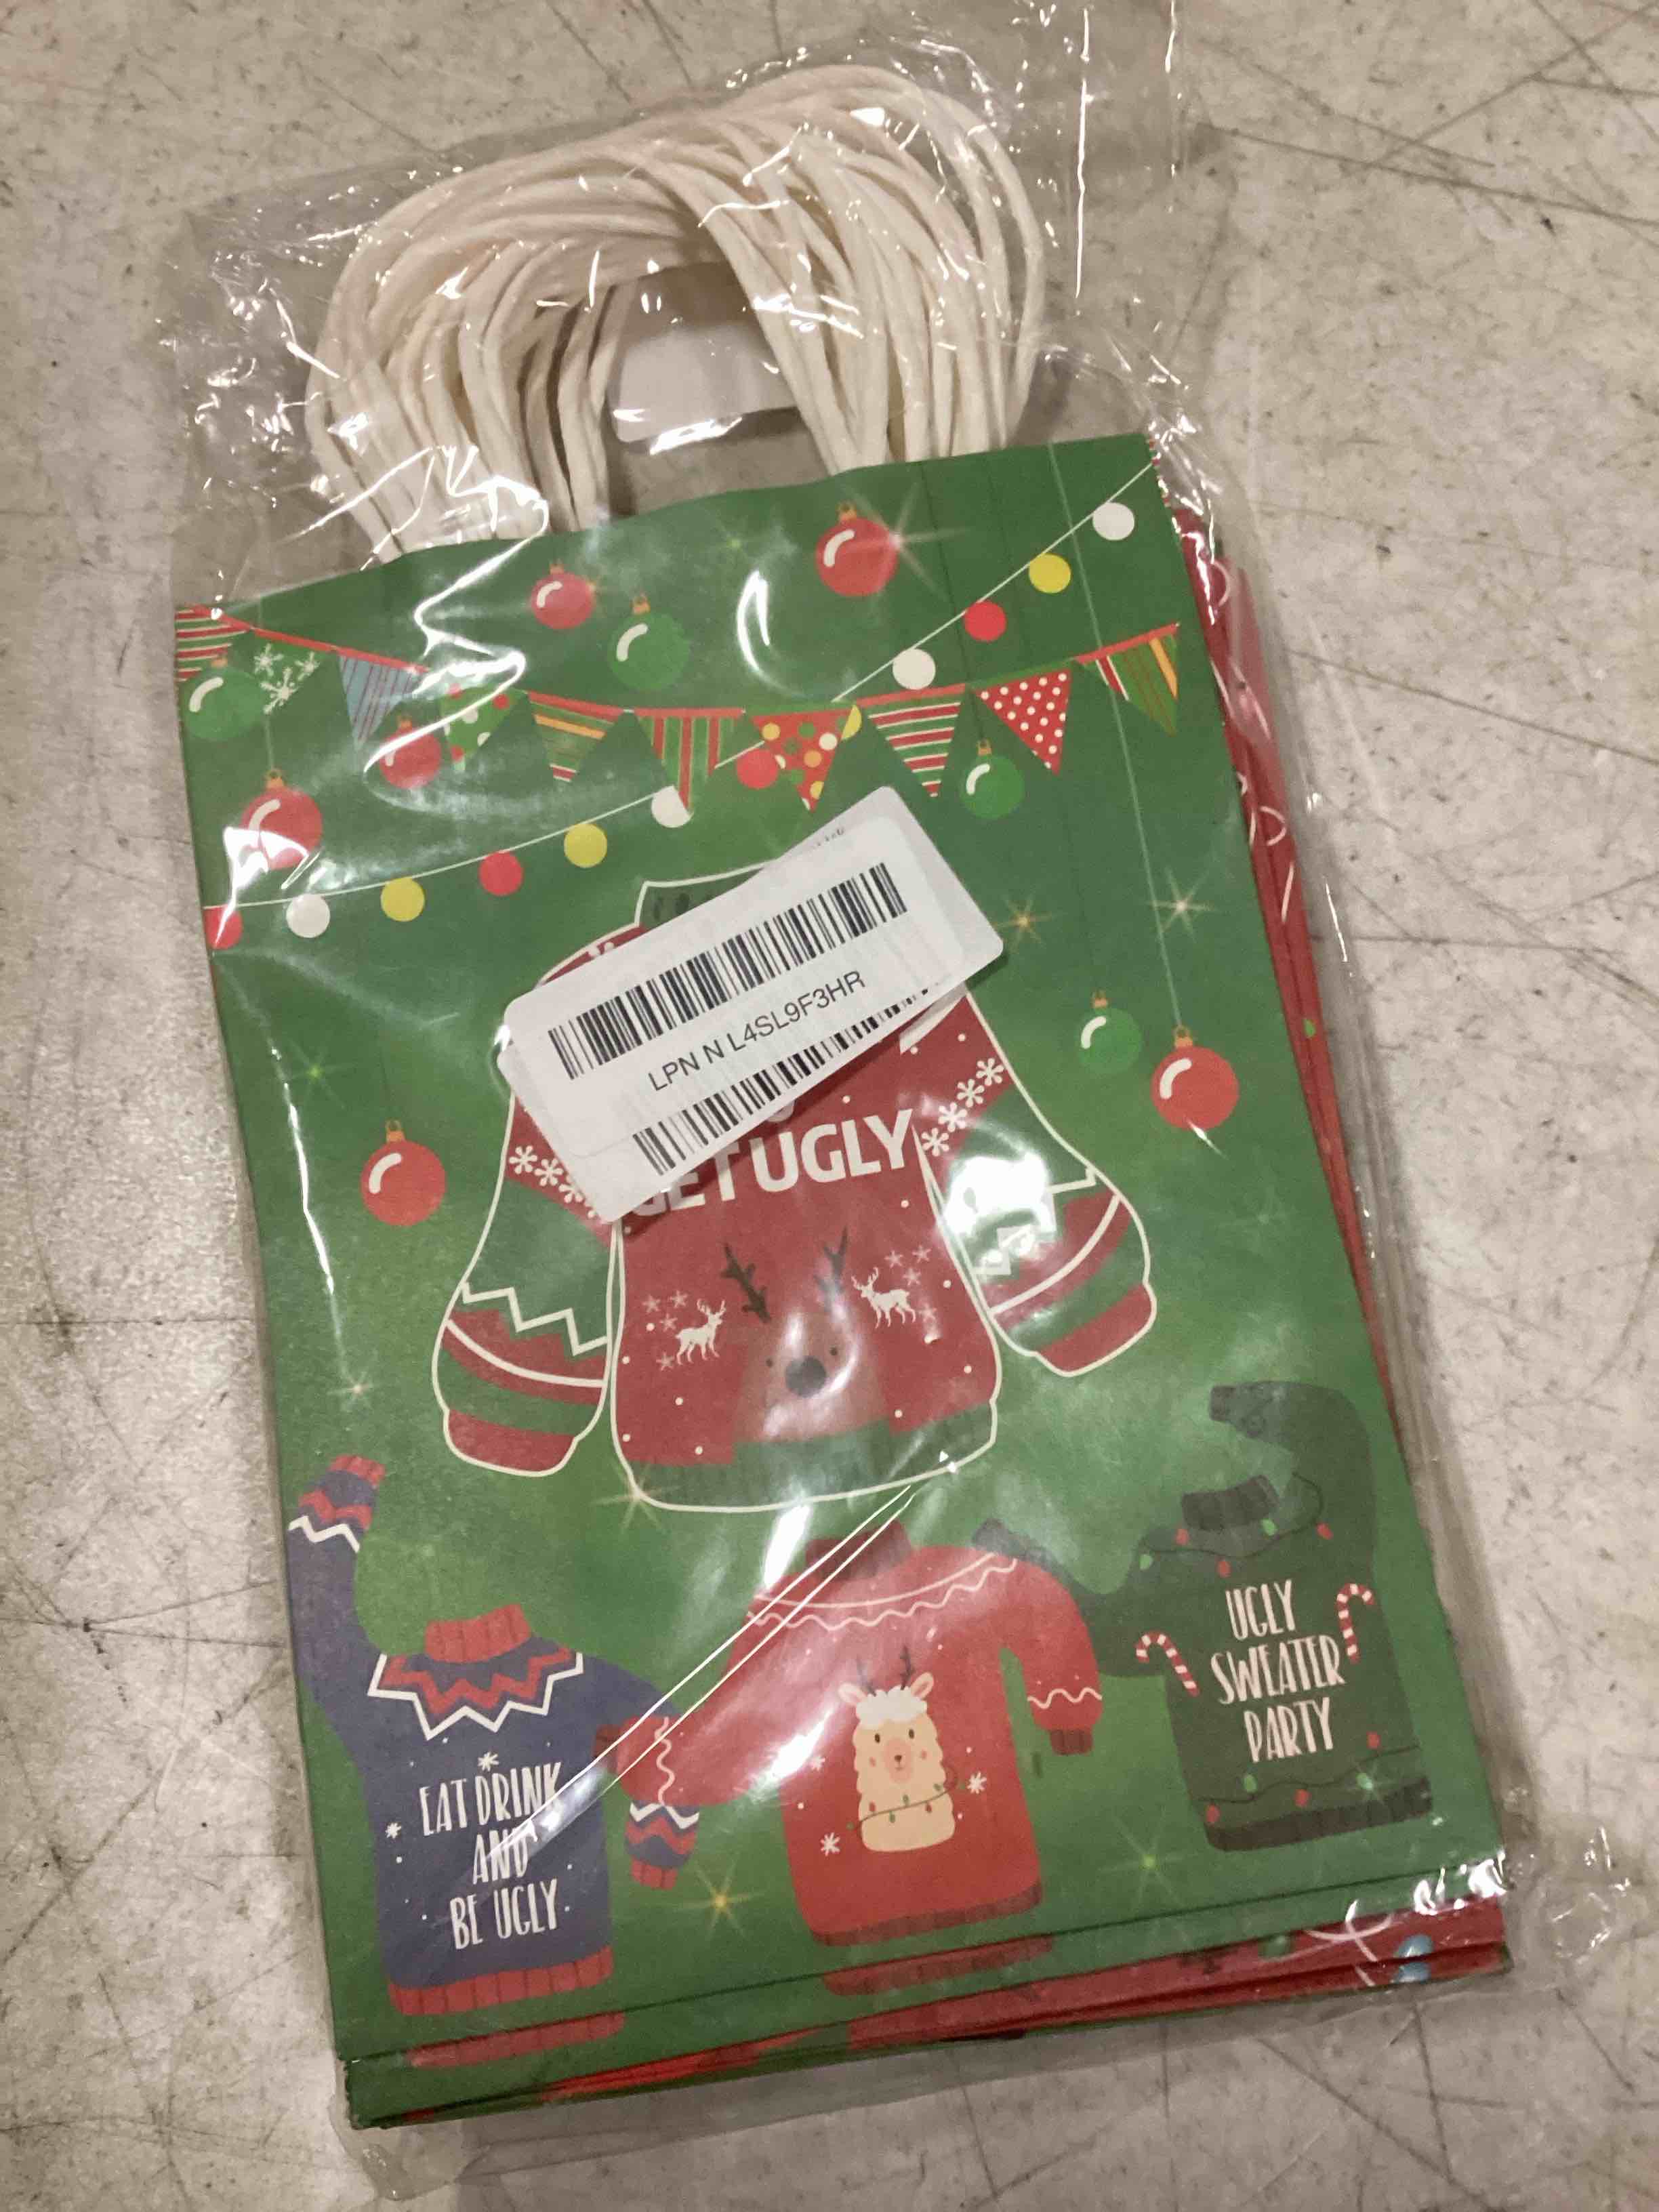 LPN N L4SL9F3HR
GET UGLY
EAT DRINK
AND
BE UGLY
UGLY
SWEATER
PARTY